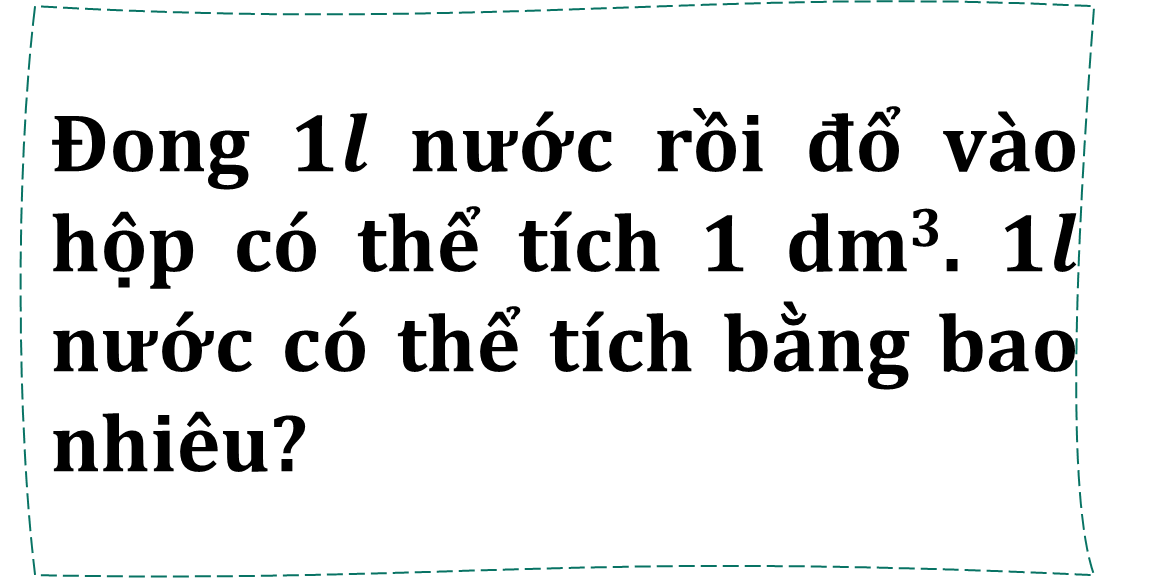 Đong 1l nước rồi đổ vào
hộp có thể tích 1 dm³. 1l
nước có thể tích bằng bao
nhiêu?